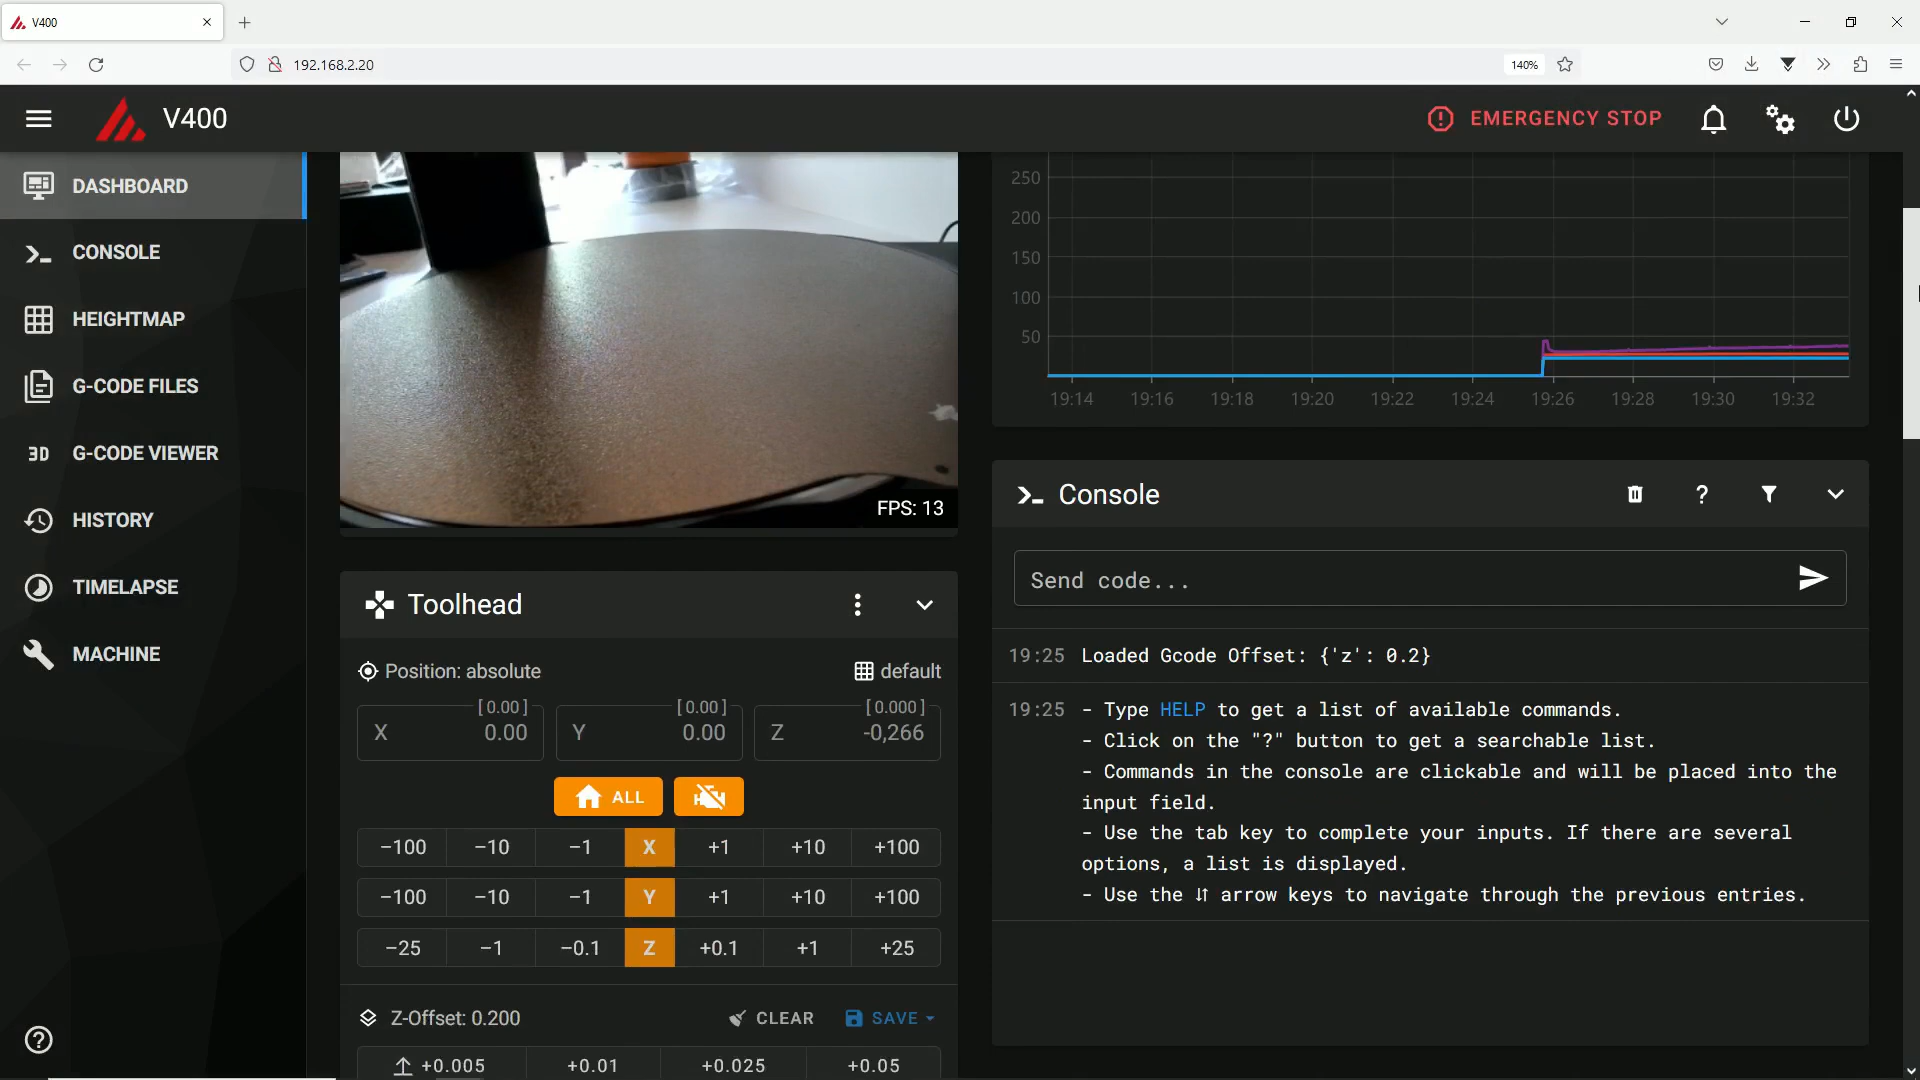 V400
192.168.2.20
140%
V400
EMERGENCY STOP
DASHBOARD
CONSOLE
HEIGHTMAP
G-CODE FILES
3D G-CODE VIEWER
HISTORY
TIMELAPSE
MACHINE
FPS: 13
Toolhead
Position: absolute
default
X [0.00] 0.00
Y [0.00] 0.00
Z [0.000] -0,266
ALL
−100 −10 −1 X +1 +10 +100
−100 −10 −1 Y +1 +10 +100
−25 −1 −0.1 Z +0.1 +1 +25
Z-Offset: 0.200
CLEAR
SAVE
+0.005 +0.01 +0.025 +0.05
250
200
150
100
50
19:14 19:16 19:18 19:20 19:22 19:24 19:26 19:28 19:30 19:32
Console
Send code...
19:25 Loaded Gcode Offset: {'z': 0.2}
19:25 - Type HELP to get a list of available commands.
- Click on the "?" button to get a searchable list.
- Commands in the console are clickable and will be placed into the
input field.
- Use the tab key to complete your inputs. If there are several
options, a list is displayed.
- Use the ⇵ arrow keys to navigate through the previous entries.